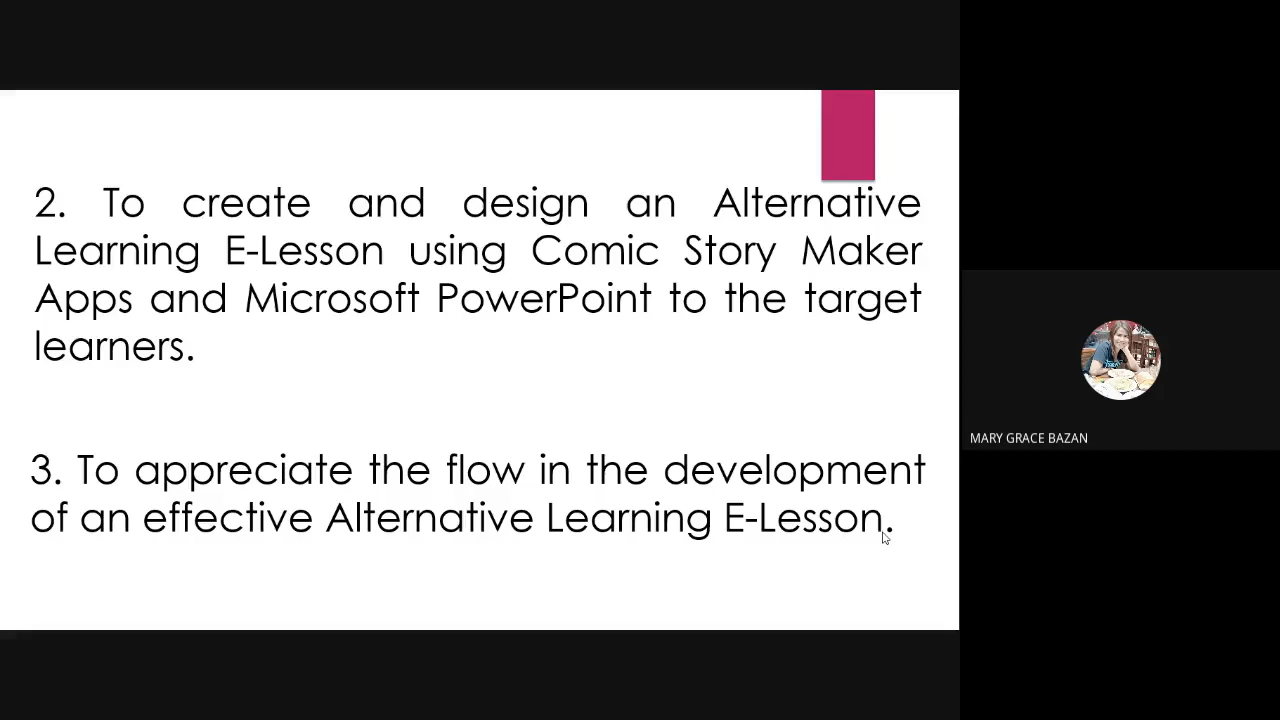 2. To create and design an Alternative
Learning E-Lesson using Comic Story Maker
Apps and Microsoft PowerPoint to the target
learners.
3. To appreciate the flow in the development
of an effective Alternative Learning E-Lesson.
MARY GRACE BAZAN